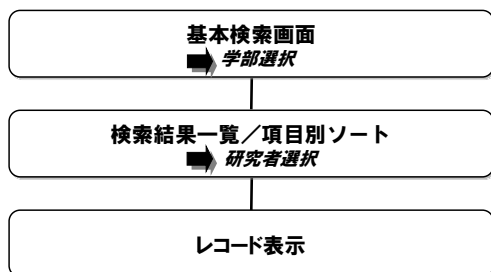 基本検索画面
学部選択
検索結果一覧／項目別ソート
研究者選択
レコード表示